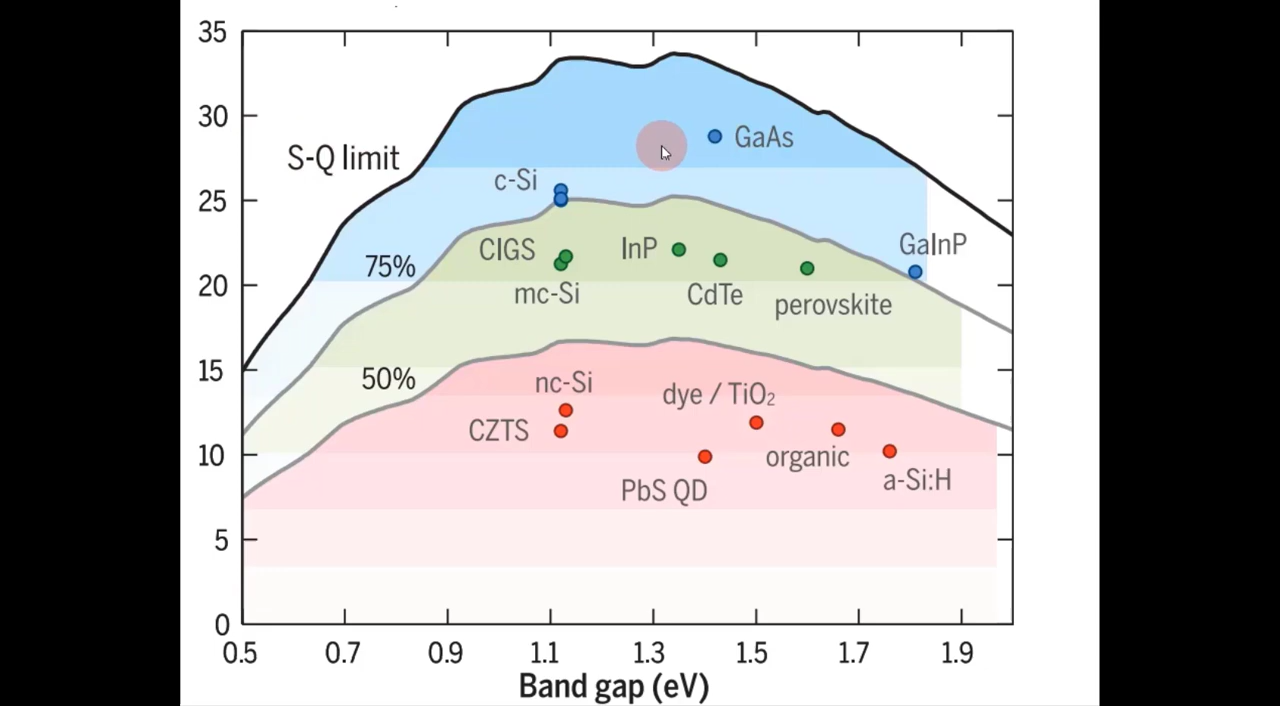 35
30
25
20
15
10
5
0
S-Q limit
75%
50%
GaAs
c-Si
GaInP
CIGS
InP
mc-Si
CdTe
perovskite
nc-Si
dye / TiO₂
CZTS
organic
PbS QD
a-Si:H
0.5 0.7 0.9 1.1 1.3 1.5 1.7 1.9
Band gap (eV)